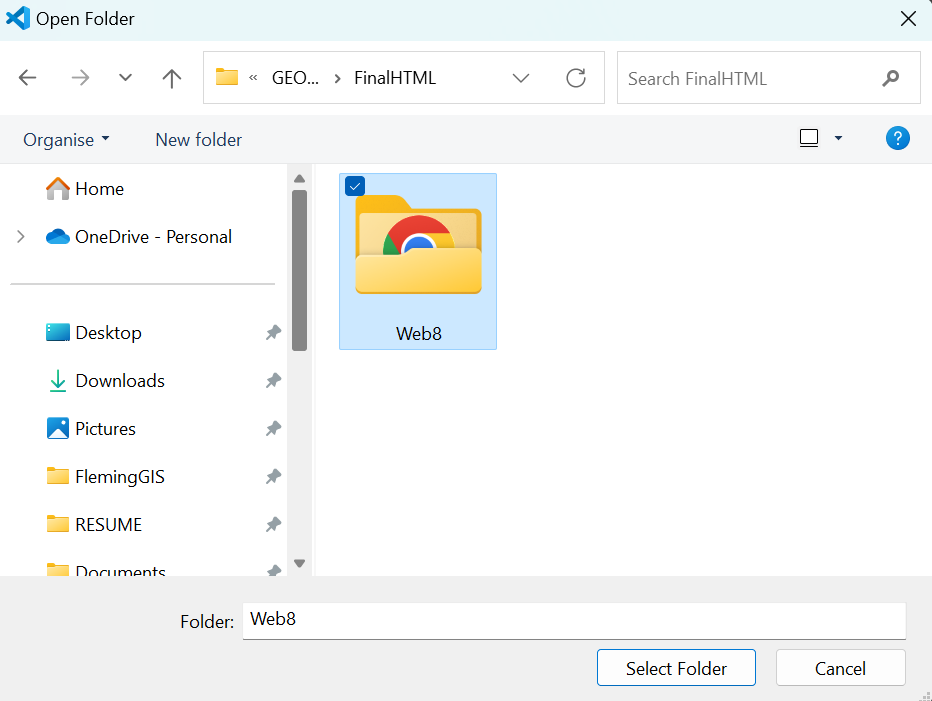 Open Folder
« GEO... › FinalHTML
Search FinalHTML
Organise
New folder
?
Home
OneDrive - Personal
Desktop
Downloads
Pictures
FlemingGIS
RESUME
Documents
Web8
Folder: Web8
Select Folder
Cancel